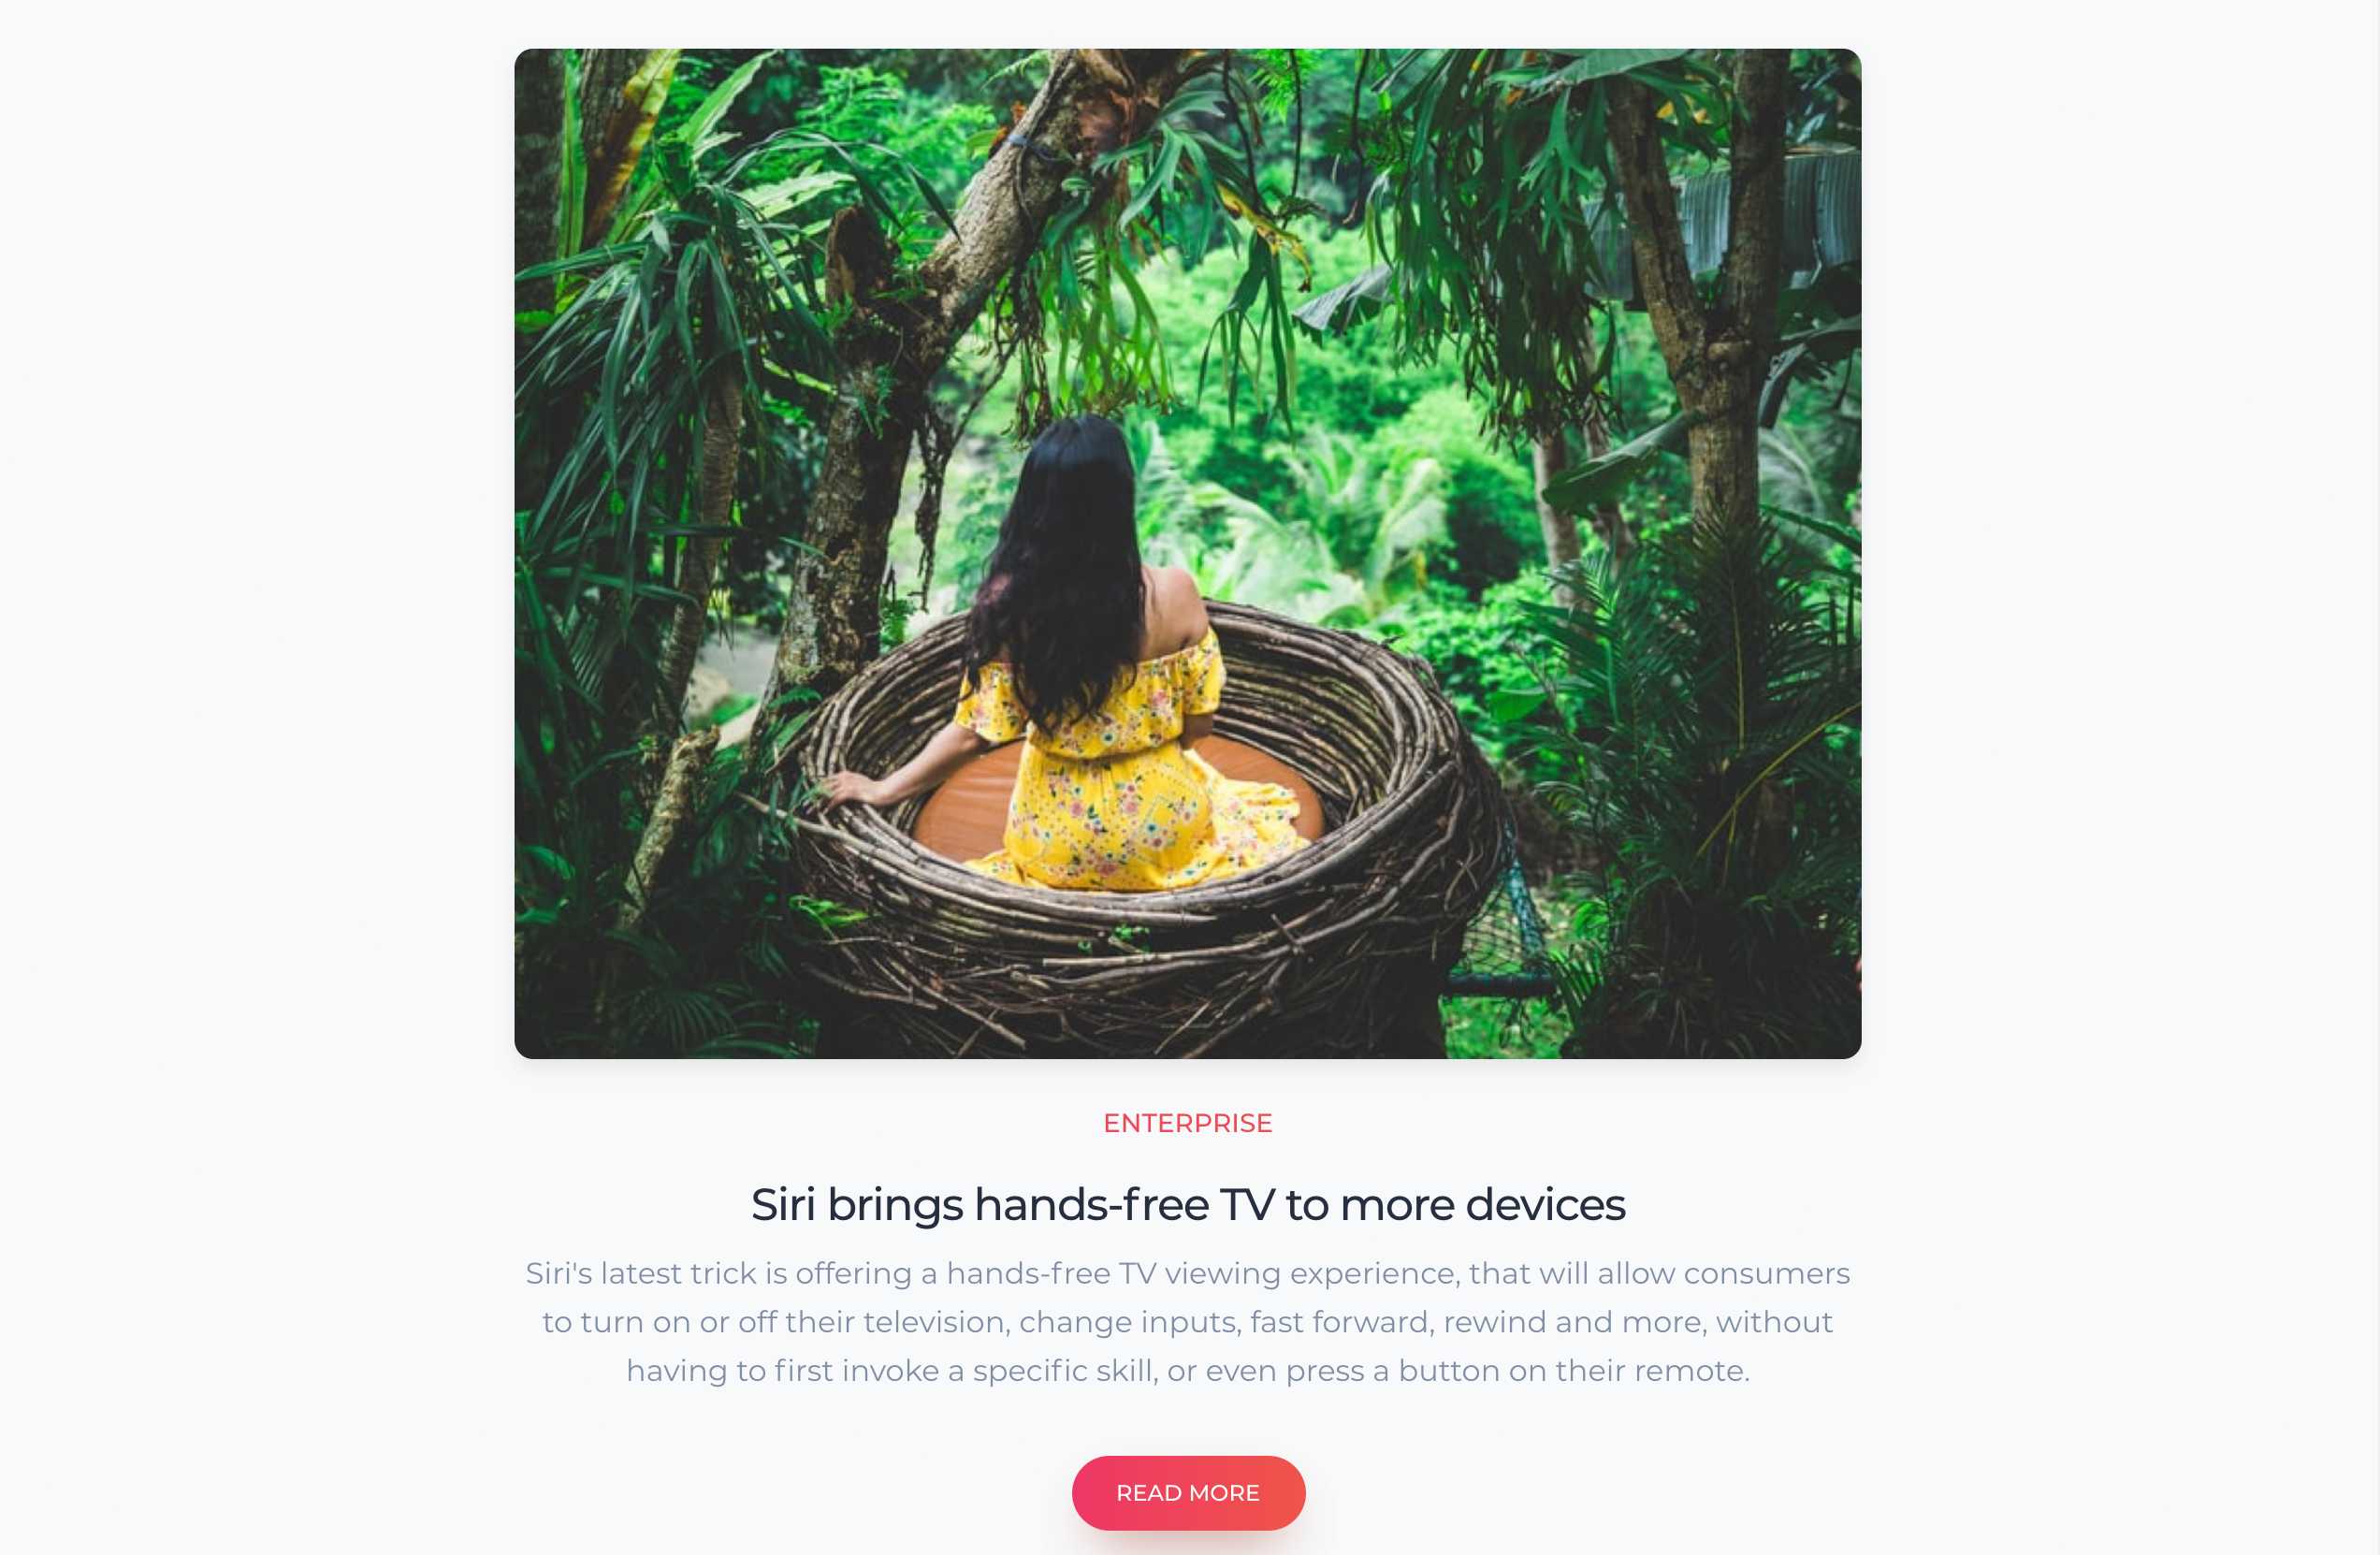 ENTERPRISE
Siri brings hands-free TV to more devices
Siri's latest trick is offering a hands-free TV viewing experience, that will allow consumers
to turn on or off their television, change inputs, fast forward, rewind and more, without
having to first invoke a specific skill, or even press a button on their remote.
READ MORE